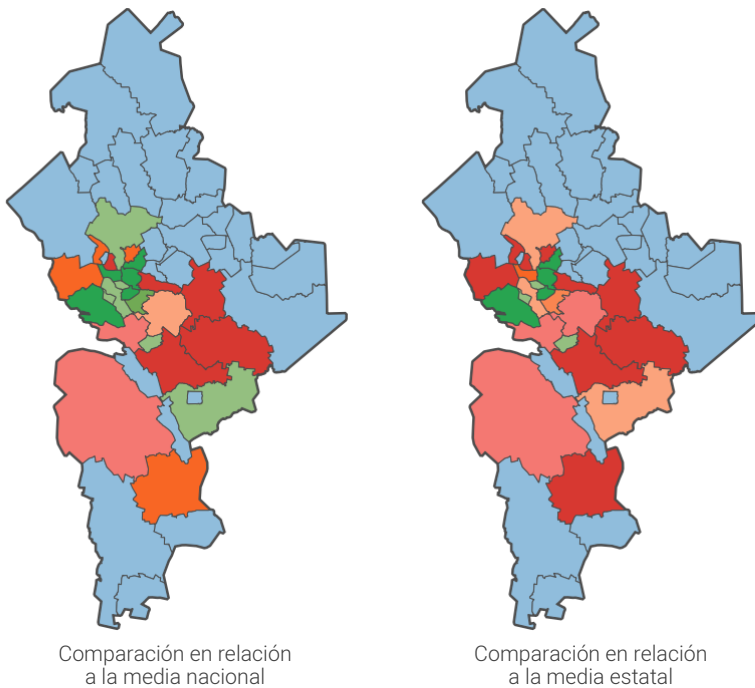 Comparación en relación
a la media nacional
Comparación en relación
a la media estatal